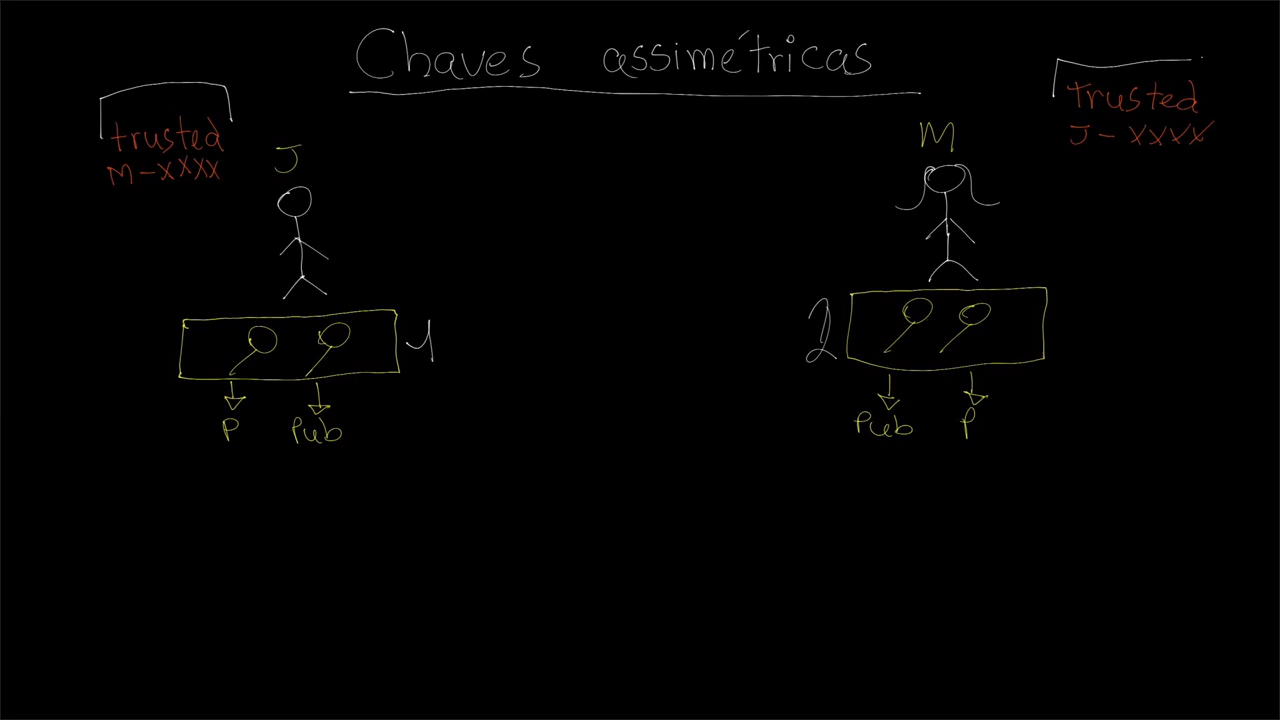 Chaves assimétricas
trusted
M-XXXX
J
1
P
Pub
trusted
J-XXXX
M
2
Pub
P